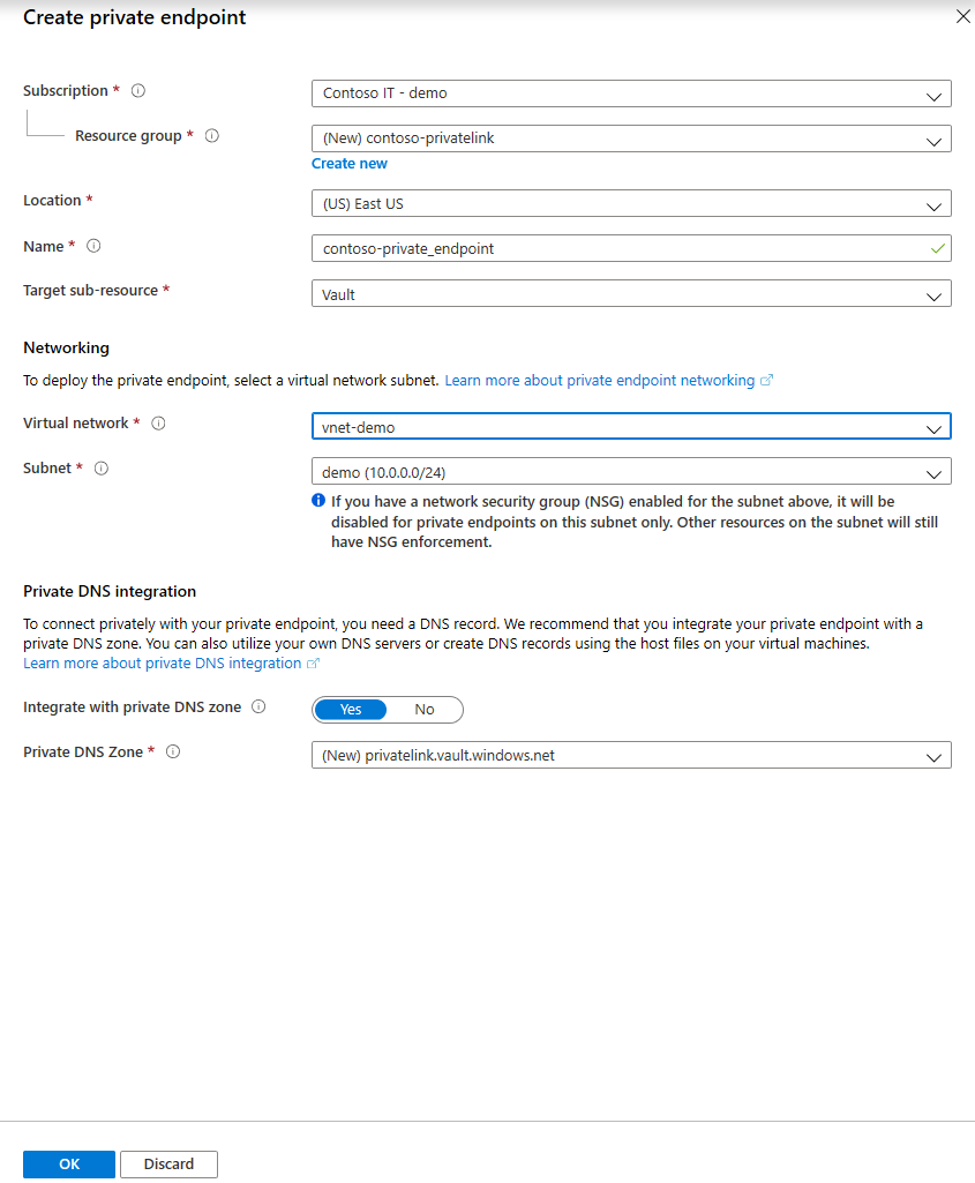 Create private endpoint
Subscription *
Contoso IT - demo
Resource group *
(New) contoso-privatelink
Create new
Location *
(US) East US
Name *
contoso-private_endpoint
Target sub-resource *
Vault
Networking
To deploy the private endpoint, select a virtual network subnet. Learn more about private endpoint networking
Virtual network *
vnet-demo
Subnet *
demo (10.0.0.0/24)
If you have a network security group (NSG) enabled for the subnet above, it will be
disabled for private endpoints on this subnet only. Other resources on the subnet will still
have NSG enforcement.
Private DNS integration
To connect privately with your private endpoint, you need a DNS record. We recommend that you integrate your private endpoint with a
private DNS zone. You can also utilize your own DNS servers or create DNS records using the host files on your virtual machines.
Learn more about private DNS integration
Integrate with private DNS zone
Yes No
Private DNS Zone *
(New) privatelink.vault.windows.net
OK Discard